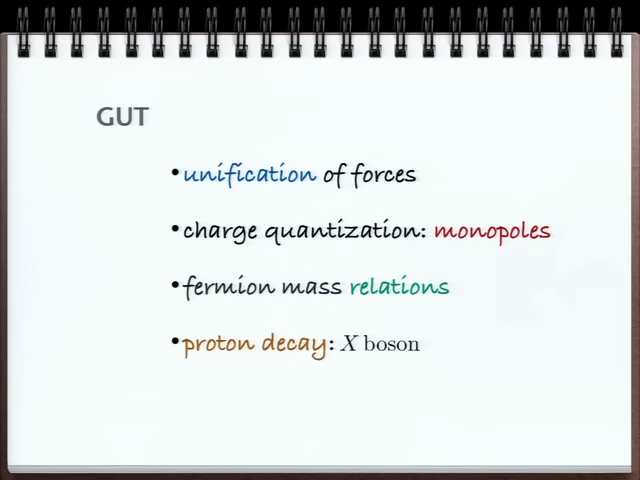 GUT
•unification of forces
•charge quantization: monopoles
•fermion mass relations
•proton decay: X boson